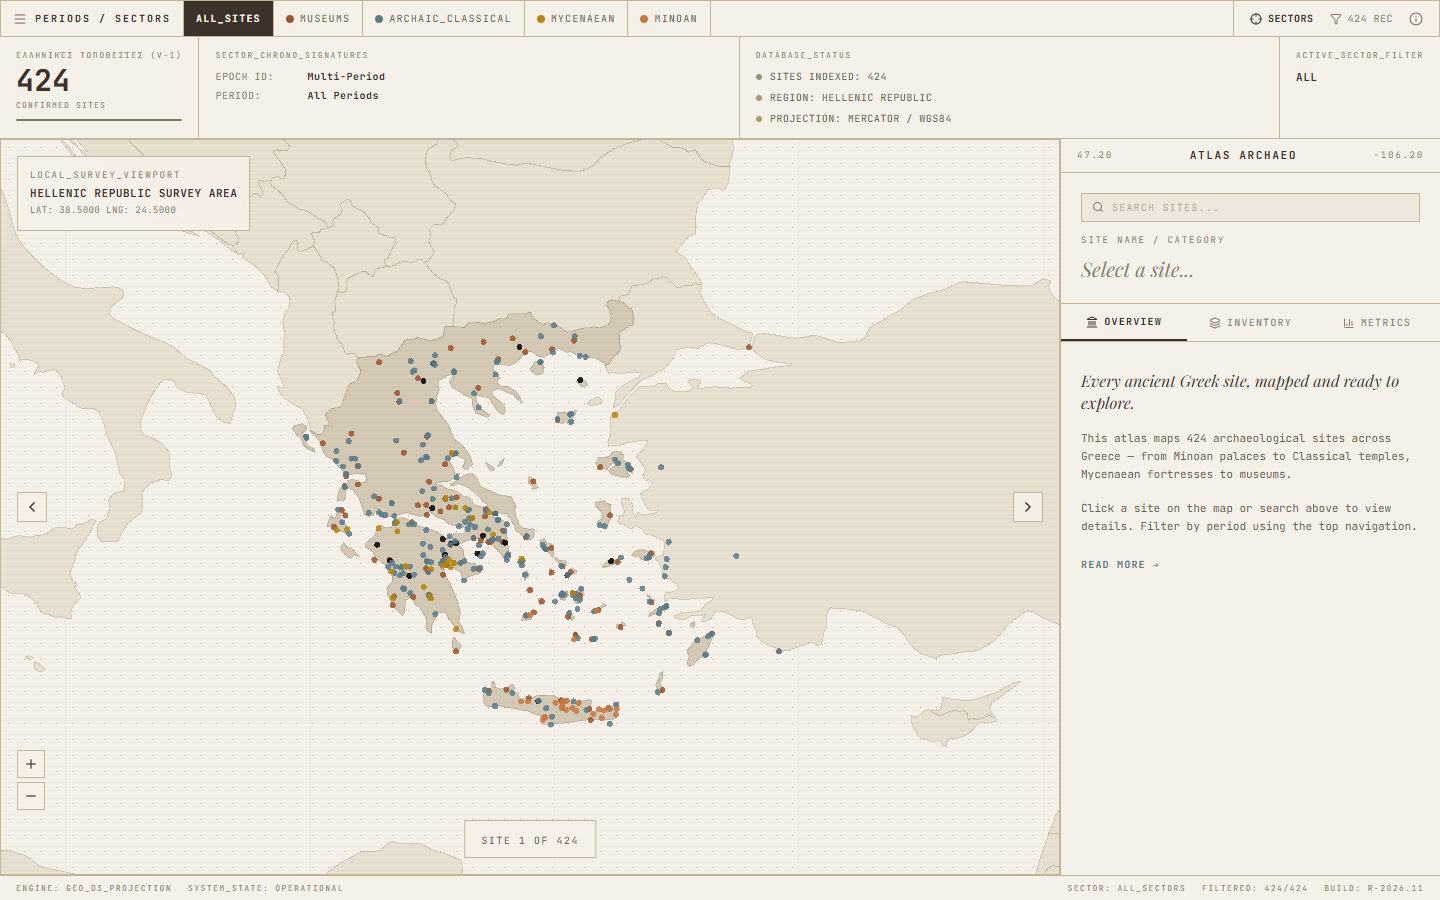 PERIODS / SECTORS
ALL_SITES
MUSEUMS
ARCHAIC_CLASSICAL
MYCENAEAN
MINOAN
SECTORS
424 REC
ΕΛΛΗΝΙΚΈΣ ΤΟΠΟΘΕΣΊΕΣ (V-1)
424
CONFIRMED SITES
SECTOR_CHRONO_SIGNATURES
EPOCH ID: Multi-Period
PERIOD: All Periods
DATABASE_STATUS
SITES INDEXED: 424
REGION: HELLENIC REPUBLIC
PROJECTION: MERCATOR / WGS84
ACTIVE_SECTOR_FILTER
ALL
LOCAL_SURVEY_VIEWPORT
HELLENIC REPUBLIC SURVEY AREA
LAT: 38.5000 LNG: 24.5000
SITE 1 OF 424
47.20 ATLAS ARCHAEO -106.20
SEARCH SITES...
SITE NAME / CATEGORY
Select a site...
OVERVIEW
INVENTORY
METRICS
Every ancient Greek site, mapped and ready to
explore.
This atlas maps 424 archaeological sites across
Greece — from Minoan palaces to Classical temples,
Mycenaean fortresses to museums.
Click a site on the map or search above to view
details. Filter by period using the top navigation.
READ MORE →
ENGINE: GEO_D3_PROJECTION SYSTEM_STATE: OPERATIONAL
SECTOR: ALL_SECTORS FILTERED: 424/424 BUILD: R-2026.11